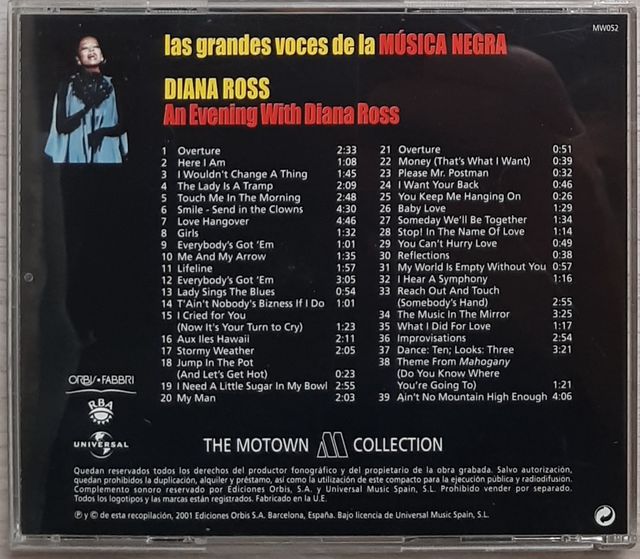 MW052
las grandes voces de la MÚSICA NEGRA
DIANA ROSS
An Evening With Diana Ross
1 Overture 2:33
2 Here I Am 1:08
3 I Wouldn't Change A Thing 1:45
4 The Lady Is A Tramp 2:09
5 Touch Me In The Morning 2:48
6 Smile - Send in the Clowns 4:30
7 Love Hangover 4:46
8 Girls 1:28
9 Everybody's Got 'Em 1:01
10 Me And My Arrow 1:35
11 Lifeline 1:57
12 Everybody's Got 'Em 3:05
13 Lady Sings The Blues 0:54
14 T'Ain't Nobody's Bizness If I Do 1:01
15 I Cried for You
(Now It's Your Turn to Cry) 1:23
16 Aux Iles Hawaii 2:11
17 Stormy Weather 2:05
18 Jump In The Pot
(And Let's Get Hot) 0:23
19 I Need A Little Sugar In My Bowl 2:55
20 My Man 2:03
21 Overture 0:51
22 Money (That's What I Want) 0:39
23 Please Mr. Postman 0:32
24 I Want Your Back 0:46
25 You Keep Me Hanging On 0:26
26 Baby Love 1:29
27 Someday We'll Be Together 1:34
28 Stop! In The Name Of Love 1:14
29 You Can't Hurry Love 0:49
30 Reflections 0:38
31 My World Is Empty Without You 0:57
32 I Hear A Symphony 1:16
33 Reach Out And Touch
(Somebody's Hand) 2:55
34 The Music In The Mirror 3:25
35 What I Did For Love 1:17
36 Improvisations 2:54
37 Dance: Ten; Looks: Three 3:21
38 Theme From Mahogany
(Do You Know Where
You're Going To) 1:21
39 Ain't No Mountain High Enough 4:06
ORBIS•FABBRI
RBA
UNIVERSAL
THE MOTOWN M COLLECTION
Quedan reservados todos los derechos del productor fonográfico y del propietario de la obra grabada. Salvo autorización,
quedan prohibidos la duplicación, alquiler y préstamo, así como la utilización de este compacto para la ejecución pública y radiodifusión.
Complemento sonoro reservado por Ediciones Orbis, S.A. y Universal Music Spain, S.L. Prohibido vender por separado.
Todos los logotipos y las marcas están registrados. Fabricado en la U.E.
℗ y © de esta recopilación, 2001 Ediciones Orbis S.A. Barcelona, España. Bajo licencia de Universal Music Spain, S.L.